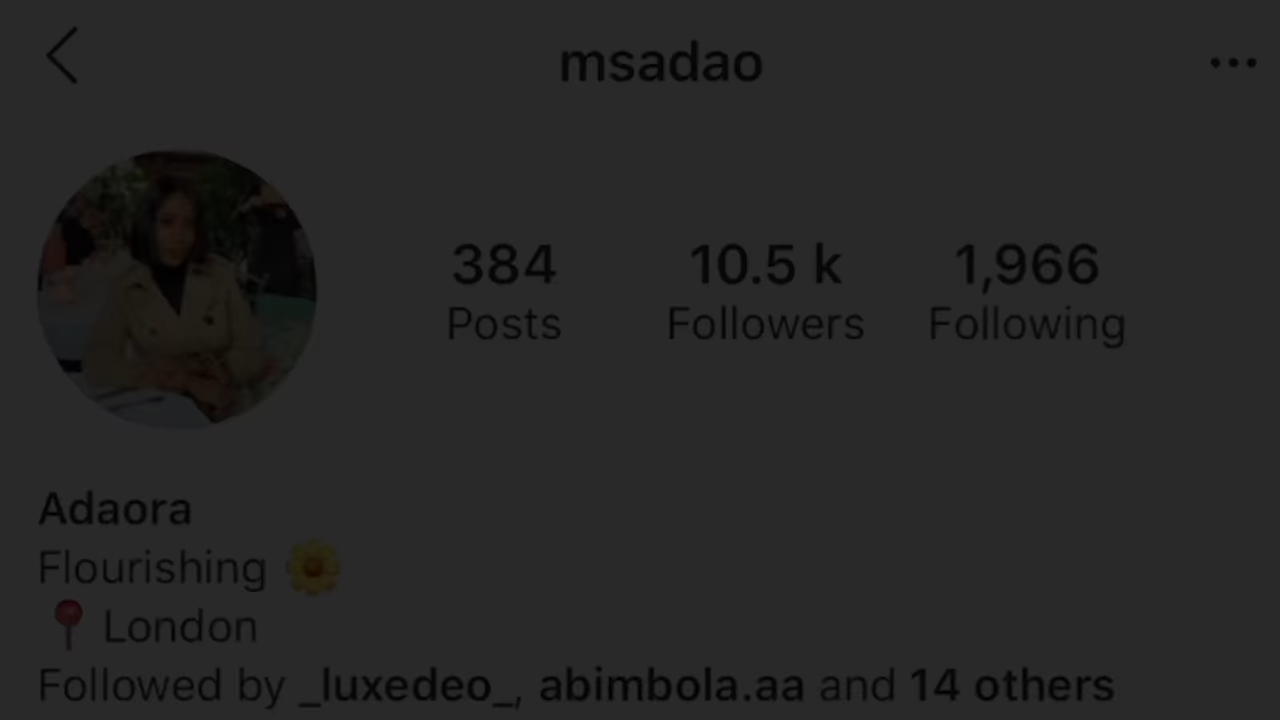 msadao
384 10.5 k 1,966
Posts Followers Following
Adaora
Flourishing 🌼
📍 London
Followed by _luxedeo_, abimbola.aa and 14 others